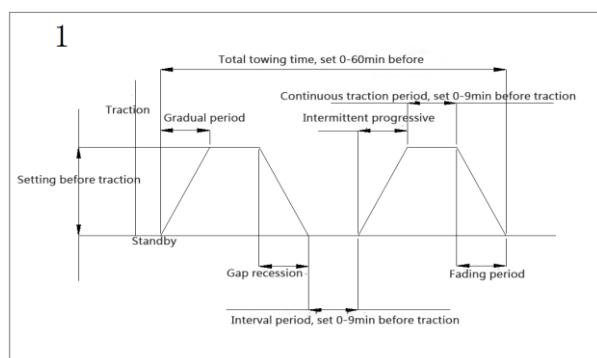 1
Total towing time, set 0-60min before
Continuous traction period, set 0-9min before traction
Traction
Gradual period
Intermittent progressive
Setting before traction
Standby
Gap recession
Fading period
Interval period, set 0-9min before traction